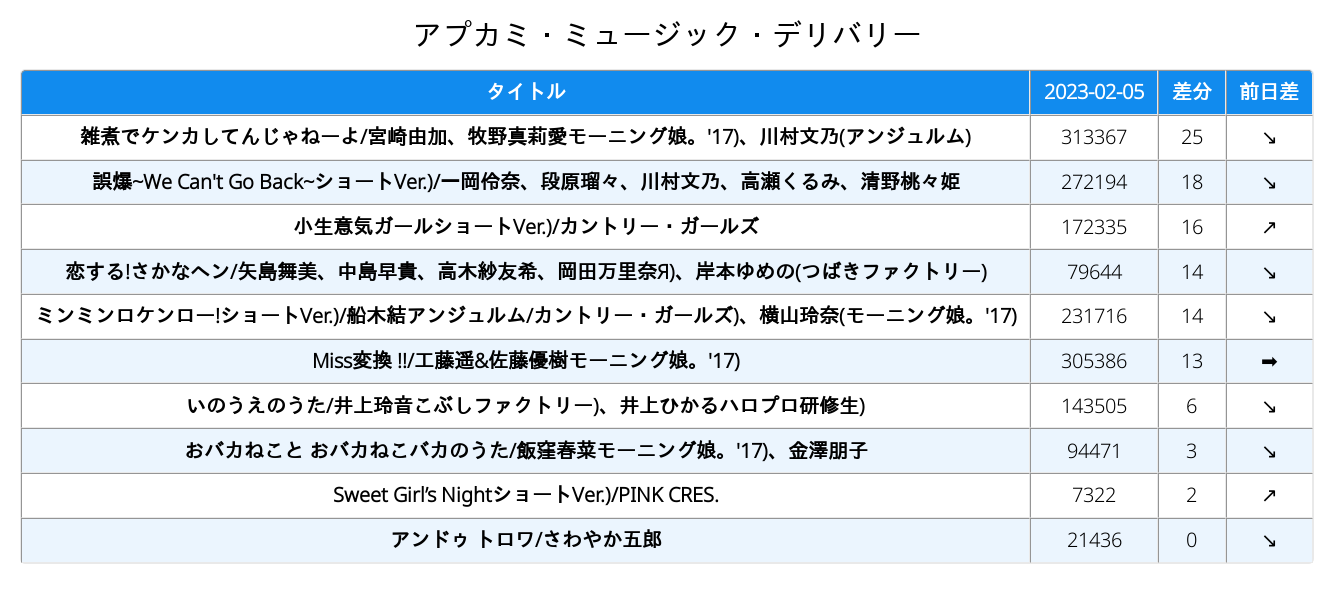 アプカミ・ミュージック・デリバリー
タイトル 2023-02-05 差分 前日差
雑煮でケンカしてんじゃねーよ/宮崎由加、牧野真莉愛モーニング娘。'17)、川村文乃(アンジュルム) 313367 25 ↘
誤爆~We Can't Go Back~ショートVer.)/一岡伶奈、段原瑠々、川村文乃、高瀬くるみ、清野桃々姫 272194 18 ↘
小生意気ガールショートVer.)/カントリー・ガールズ 172335 16 ↗
恋する!さかなヘン/矢島舞美、中島早貴、高木紗友希、岡田万里奈Я)、岸本ゆめの(つばきファクトリー) 79644 14 ↘
ミンミンロケンロー!ショートVer.)/船木結アンジュルム/カントリー・ガールズ)、横山玲奈(モーニング娘。'17) 231716 14 ↘
Miss変換 !!/工藤遥&佐藤優樹モーニング娘。'17) 305386 13 ➡
いのうえのうた/井上玲音こぶしファクトリー)、井上ひかるハロプロ研修生) 143505 6 ↘
おバカねこと おバカねこバカのうた/飯窪春菜モーニング娘。'17)、金澤朋子 94471 3 ↘
Sweet Girl’s NightショートVer.)/PINK CRES. 7322 2 ↗
アンドゥ トロワ/さわやか五郎 21436 0 ↘